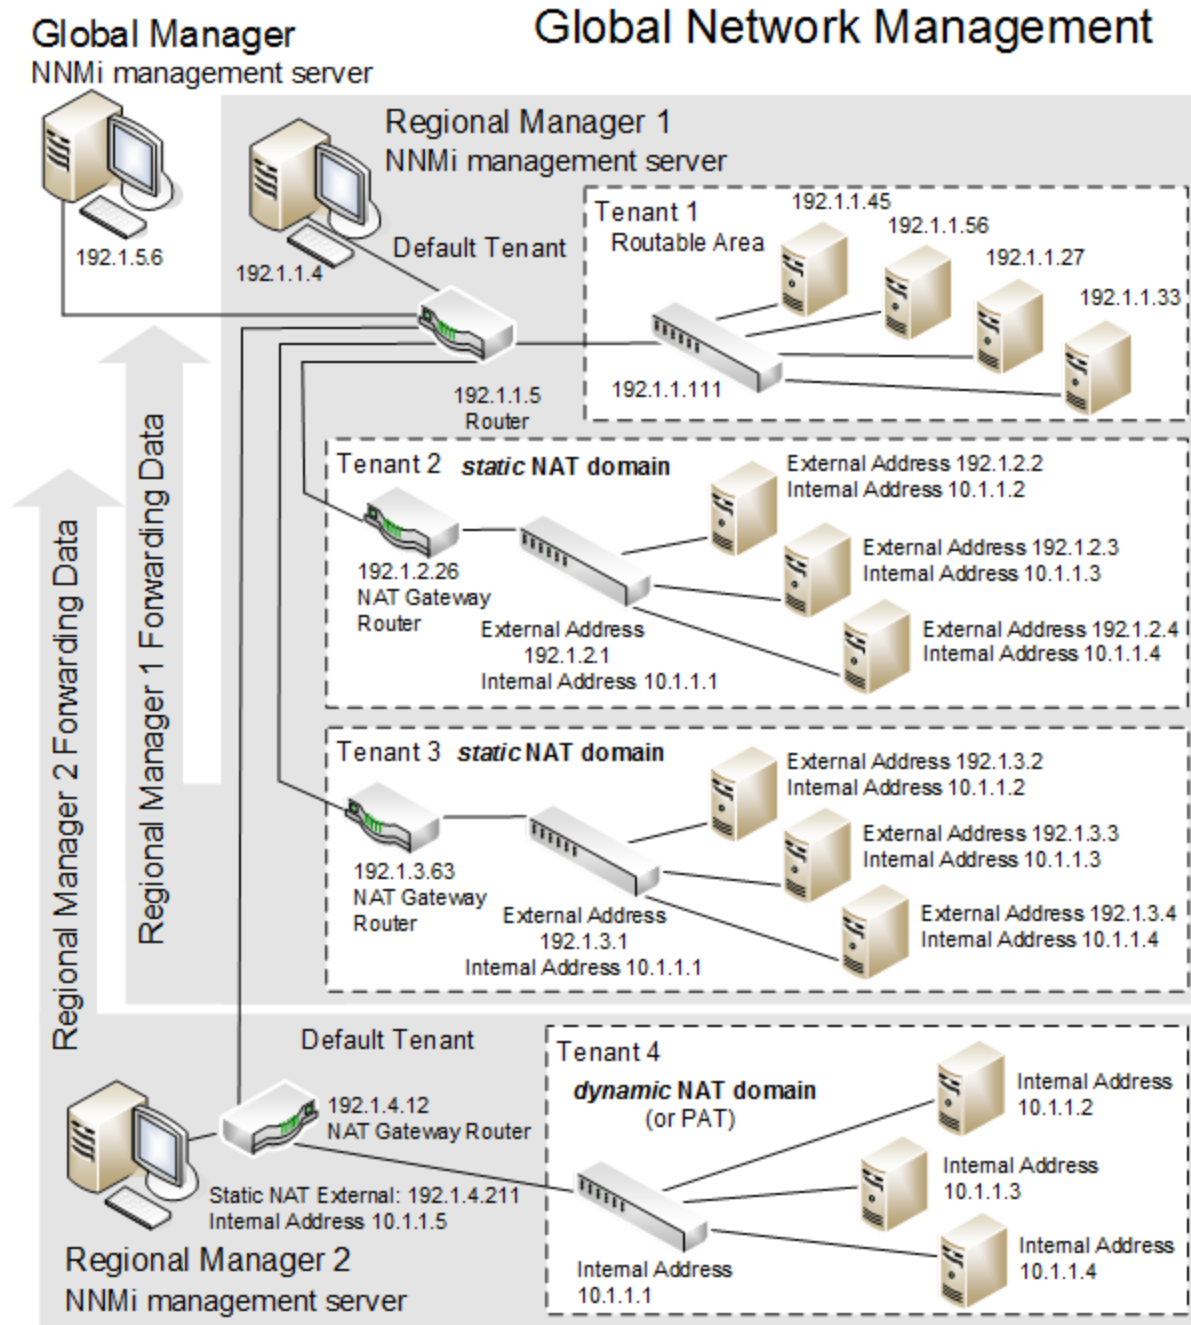 Global Network Management
Global Manager
NNMi management server
192.1.5.6
Regional Manager 1
NNMi management server
192.1.1.4
Default Tenant
192.1.1.5
Router
Tenant 1
Routable Area
192.1.1.45
192.1.1.56
192.1.1.27
192.1.1.33
192.1.1.111
Tenant 2 static NAT domain
192.1.2.26
NAT Gateway
Router
External Address
192.1.2.1
Internal Address 10.1.1.1
External Address 192.1.2.2
Internal Address 10.1.1.2
External Address 192.1.2.3
Internal Address 10.1.1.3
External Address 192.1.2.4
Internal Address 10.1.1.4
Tenant 3 static NAT domain
192.1.3.63
NAT Gateway
Router
External Address
192.1.3.1
Internal Address 10.1.1.1
External Address 192.1.3.2
Internal Address 10.1.1.2
External Address 192.1.3.3
Internal Address 10.1.1.3
External Address 192.1.3.4
Internal Address 10.1.1.4
Regional Manager 1 Forwarding Data
Regional Manager 2 Forwarding Data
Default Tenant
192.1.4.12
NAT Gateway Router
Static NAT External: 192.1.4.211
Internal Address 10.1.1.5
Regional Manager 2
NNMi management server
Tenant 4
dynamic NAT domain
(or PAT)
Internal Address
10.1.1.1
Internal Address
10.1.1.2
Internal Address
10.1.1.3
Internal Address
10.1.1.4